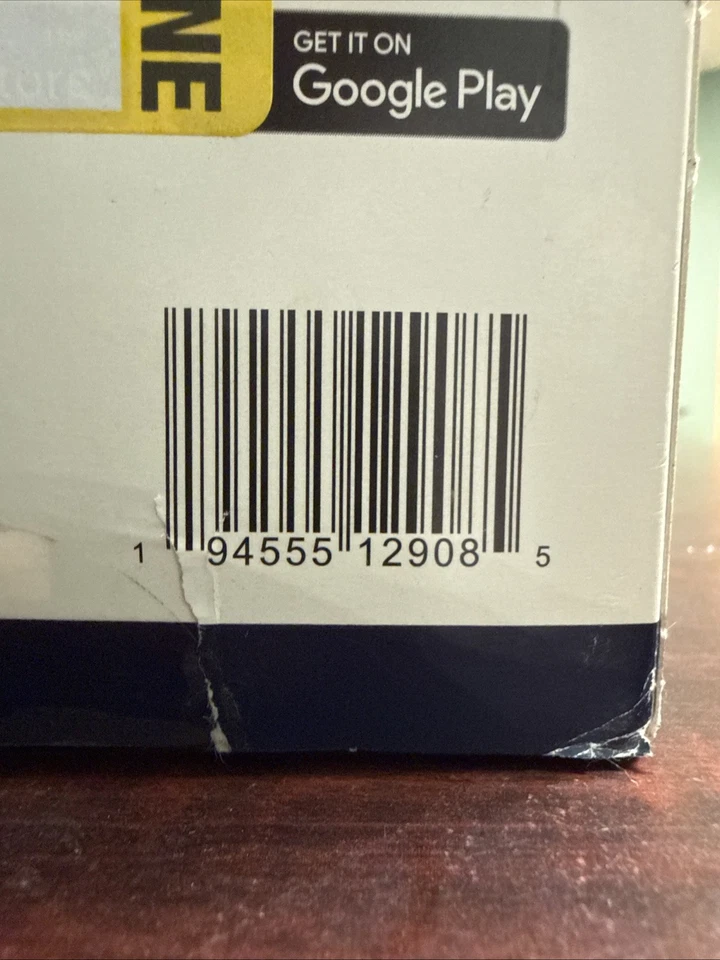 NE
GET IT ON
Google Play
1 94555 12908 5